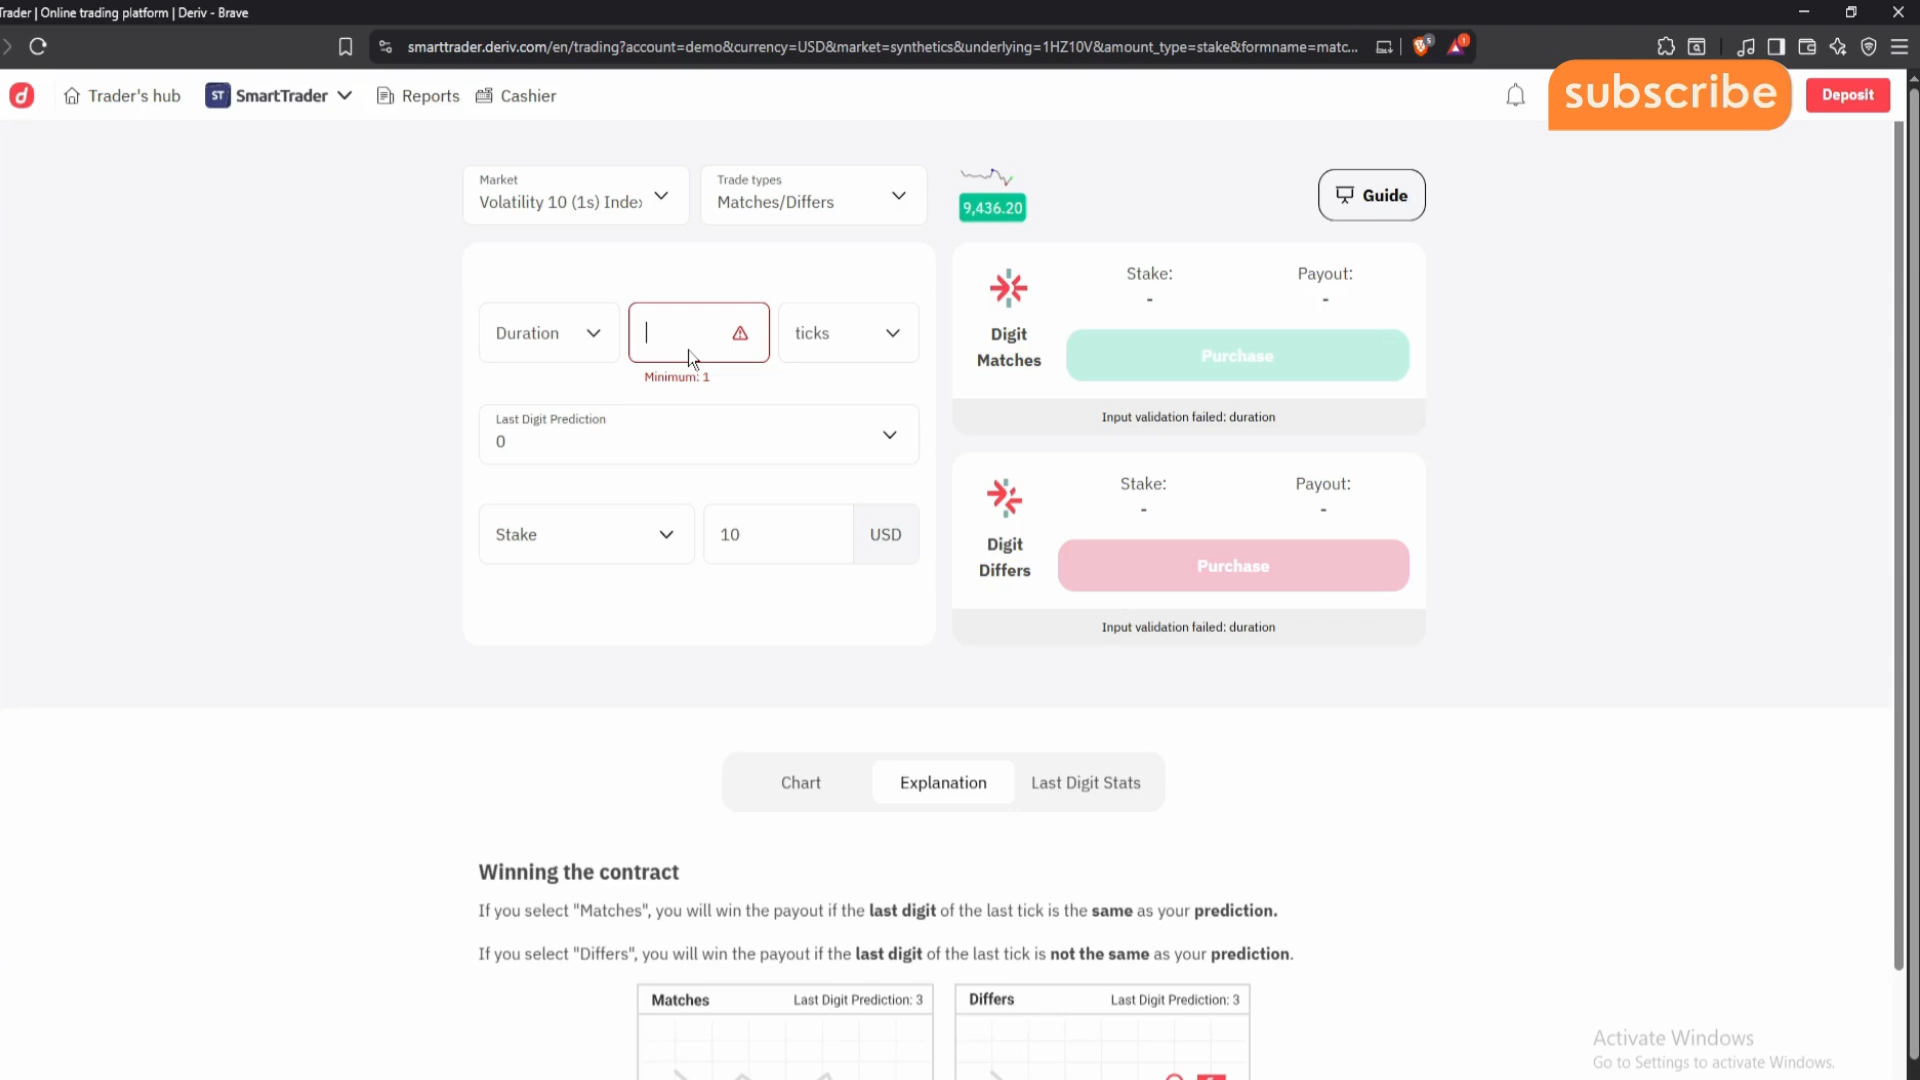 Trader | Online trading platform | Deriv - Brave
smarttrader.deriv.com/en/trading?account=demo&currency=USD&market=synthetics&underlying=1HZ10V&amount_type=stake&formname=matc...
5
1
Trader's hub
ST SmartTrader
Reports
Cashier
subscribe
Deposit
Market
Volatility 10 (1s) Inde
Trade types
Matches/Differs
9,436.20
Guide
Duration
ticks
Minimum: 1
Last Digit Prediction
0
Stake
10
USD
Digit
Matches
Stake:
-
Payout:
-
Purchase
Input validation failed: duration
Digit
Differs
Stake:
-
Payout:
-
Purchase
Input validation failed: duration
Chart
Explanation
Last Digit Stats
Winning the contract
If you select "Matches", you will win the payout if the last digit of the last tick is the same as your prediction.
If you select "Differs", you will win the payout if the last digit of the last tick is not the same as your prediction.
Matches
Last Digit Prediction: 3
Differs
Last Digit Prediction: 3
Activate Windows
Go to Settings to activate Windows.